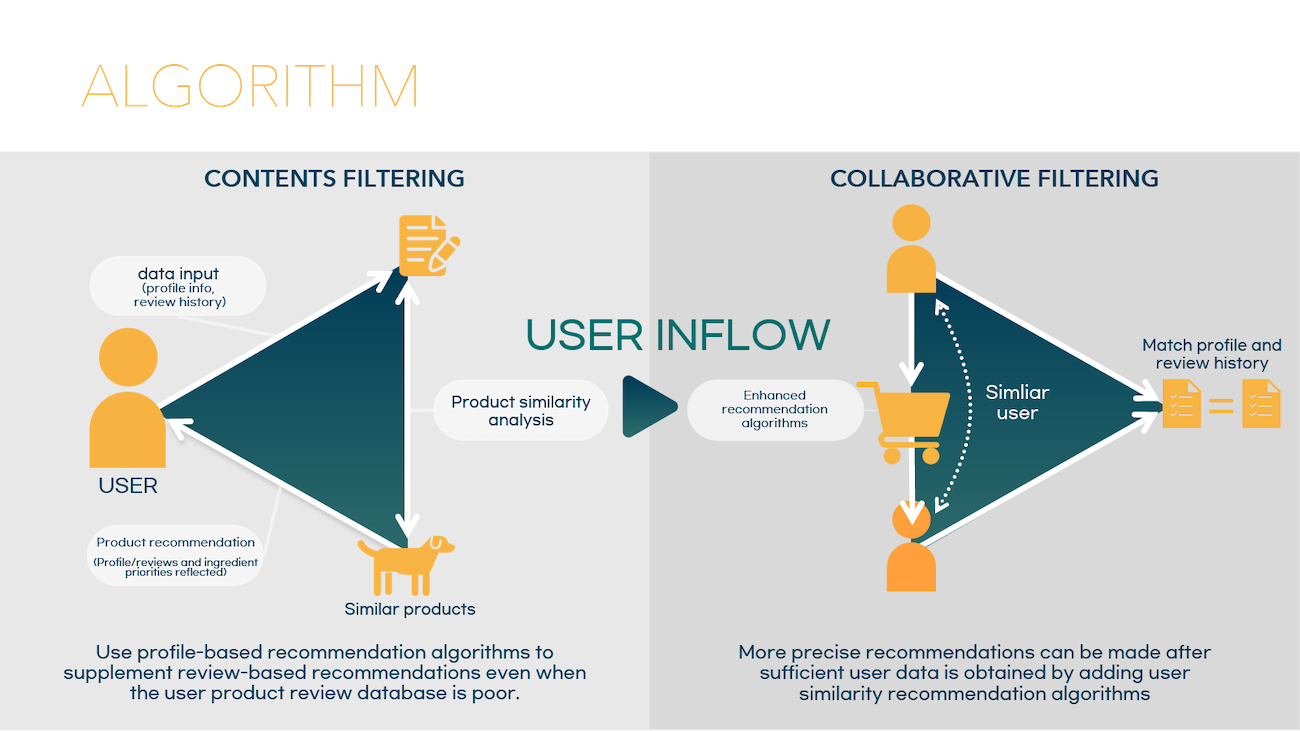 ALGORITHM
CONTENTS FILTERING
data input
(profile info,
review history)
USER
Product recommendation
(Profile/reviews and ingredient
priorities reflected)
Similar products
Product similarity
analysis
Use profile-based recommendation algorithms to
supplement review-based recommendations even when
the user product review database is poor.
USER INFLOW
COLLABORATIVE FILTERING
Enhanced
recommendation
algorithms
Simliar
user
Match profile and
review history
More precise recommendations can be made after
sufficient user data is obtained by adding user
similarity recommendation algorithms